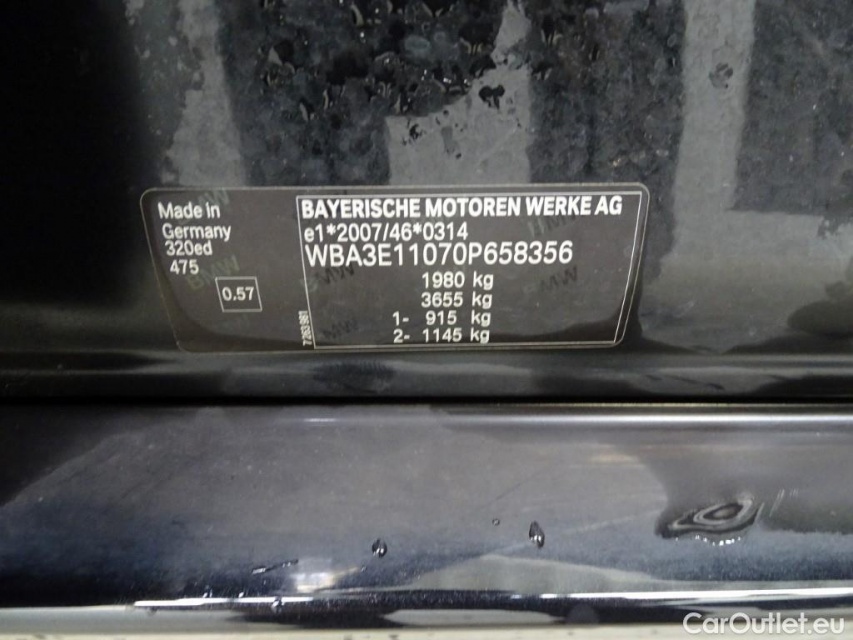 Made in
Germany
320ed
475
0.57
7263981
BAYERISCHE MOTOREN WERKE AG
e1*2007/46*0314
WBA3E11070P658356
1980 kg
3655 kg
1- 915 kg
2- 1145 kg
CarOutlet.eu